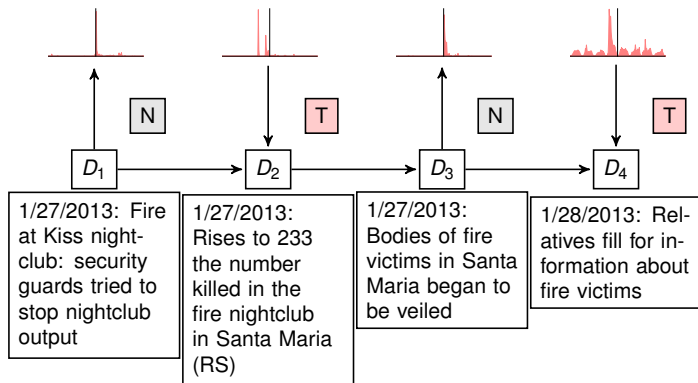 N
T
N
T
D1
D2
D3
D4
1/27/2013: Fire
at Kiss night-
club: security
guards tried to
stop nightclub
output
1/27/2013:
Rises to 233
the number
killed in the
fire nightclub
in Santa Maria
(RS)
1/27/2013:
Bodies of fire
victims in Santa
Maria began to
be veiled
1/28/2013: Rel-
atives fill for in-
formation about
fire victims